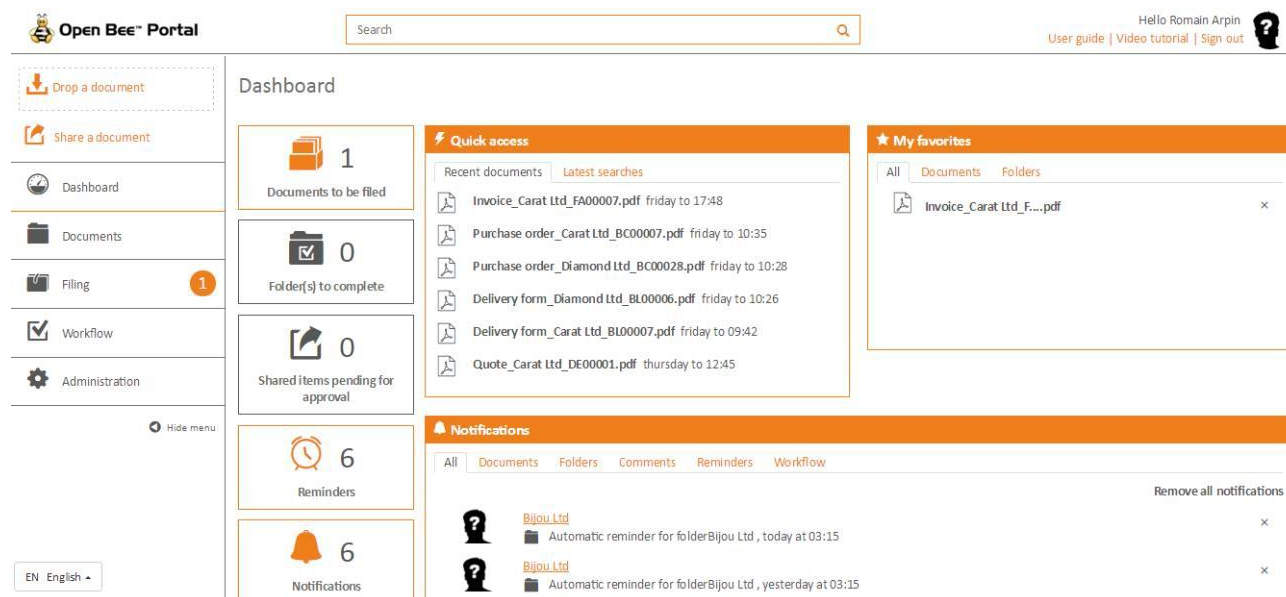 Open Bee™ Portal
Search
Hello Romain Arpin
User guide | Video tutorial | Sign out
Drop a document
Share a document
Dashboard
Documents
Filing 1
Workflow
Administration
Hide menu
EN English
Dashboard
1
Documents to be filed
0
Folder(s) to complete
0
Shared items pending for
approval
6
Reminders
6
Notifications
Quick access
Recent documents Latest searches
Invoice_Carat Ltd_FA00007.pdf friday to 17:48
Purchase order_Carat Ltd_BC00007.pdf friday to 10:35
Purchase order_Diamond Ltd_BC00028.pdf friday to 10:28
Delivery form_Diamond Ltd_BL00006.pdf friday to 10:26
Delivery form_Carat Ltd_BL00007.pdf friday to 09:42
Quote_Carat Ltd_DE00001.pdf thursday to 12:45
My favorites
All Documents Folders
Invoice_Carat Ltd_F....pdf ×
Notifications
All Documents Folders Comments Reminders Workflow
Remove all notifications
Bijou Ltd ×
Automatic reminder for folderBijou Ltd , today at 03:15
Bijou Ltd ×
Automatic reminder for folderBijou Ltd , yesterday at 03:15